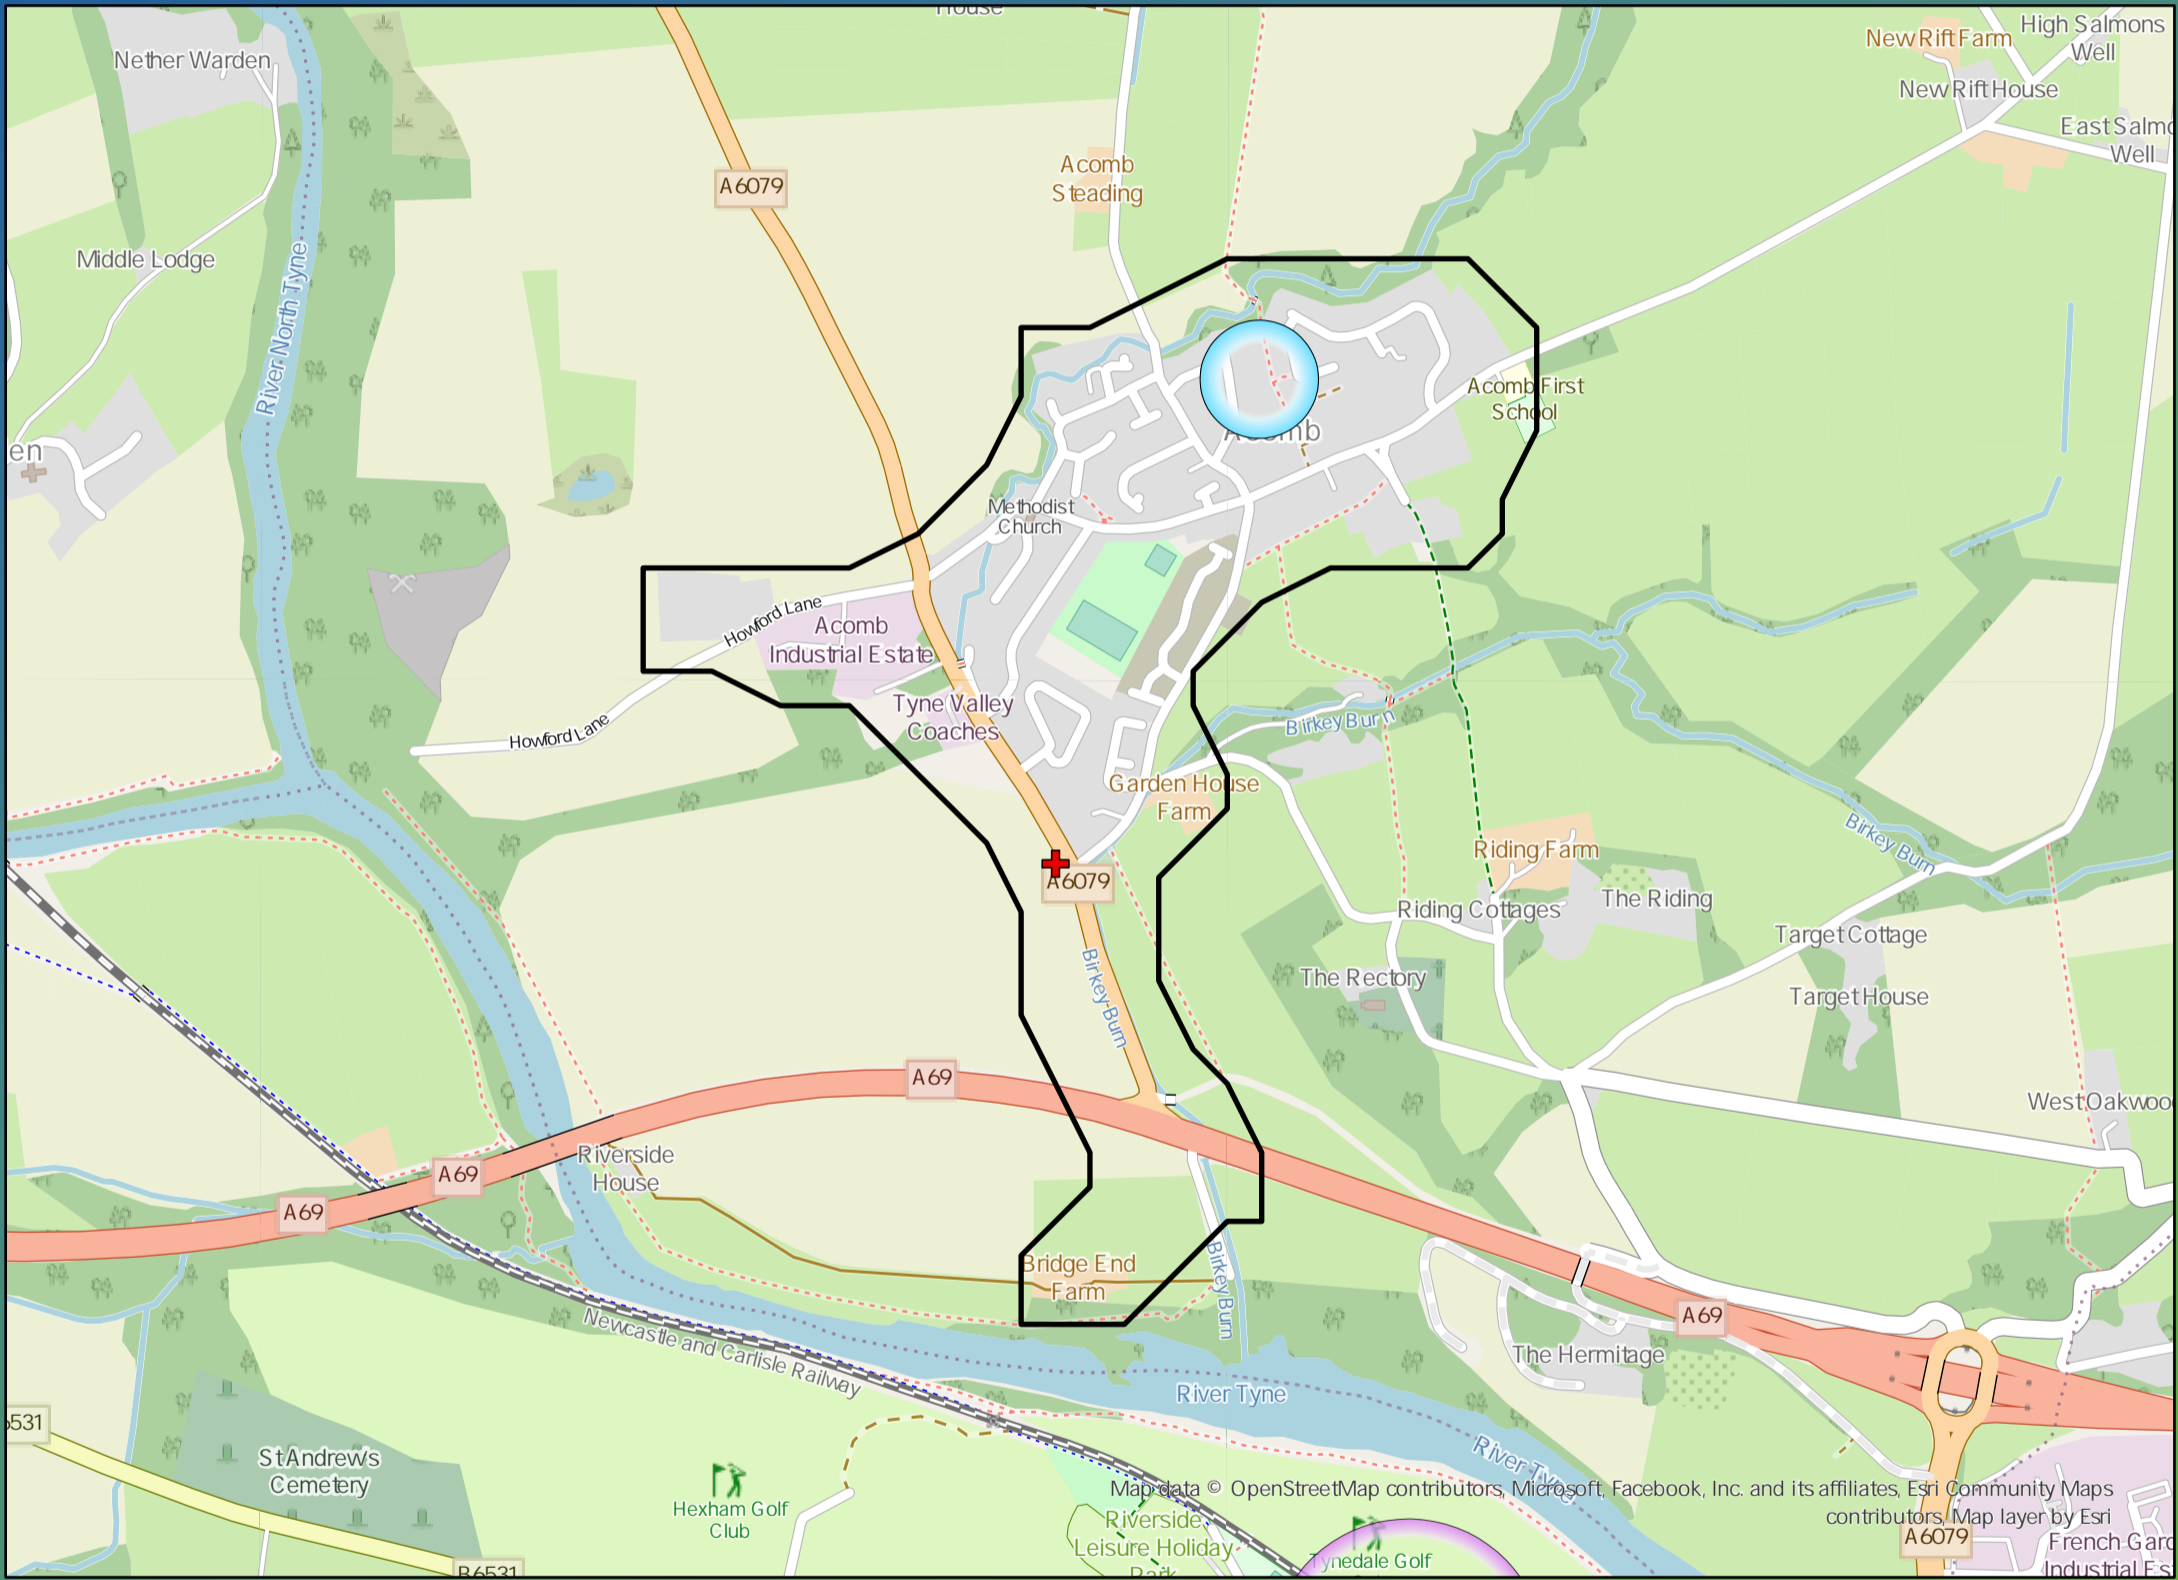 House
Nether Warden
High Salmons
Well
New Rift Farm
New Rift House
East Salmo
Well
A6079
Acomb
Steading
Middle Lodge
River North Tyne
Acomb First
School
Acomb
en
Methodist
Church
Howford Lane
Acomb
Industrial Estate
Tyne Valley
Coaches
Howford Lane
Birkey Burn
Garden House
Farm
Birkey Burn
Riding Farm
A6079
The Riding
Riding Cottages
Target Cottage
The Rectory
Target House
Birkey Burn
A69
West Oakwoo
Riverside
House
A69
A69
Bridge End
Farm
Birkey Burn
A69
Newcastle and Carlisle Railway
The Hermitage
River Tyne
6531
St Andrew's
Cemetery
River Tyne
Hexham Golf
Club
Map data © OpenStreetMap contributors, Microsoft, Facebook, Inc. and its affiliates, Esri Community Maps
contributors, Map layer by Esri
Riverside
Leisure Holiday
Park
Tynedale Golf
A6079
French Gard
Industrial Es
B6531